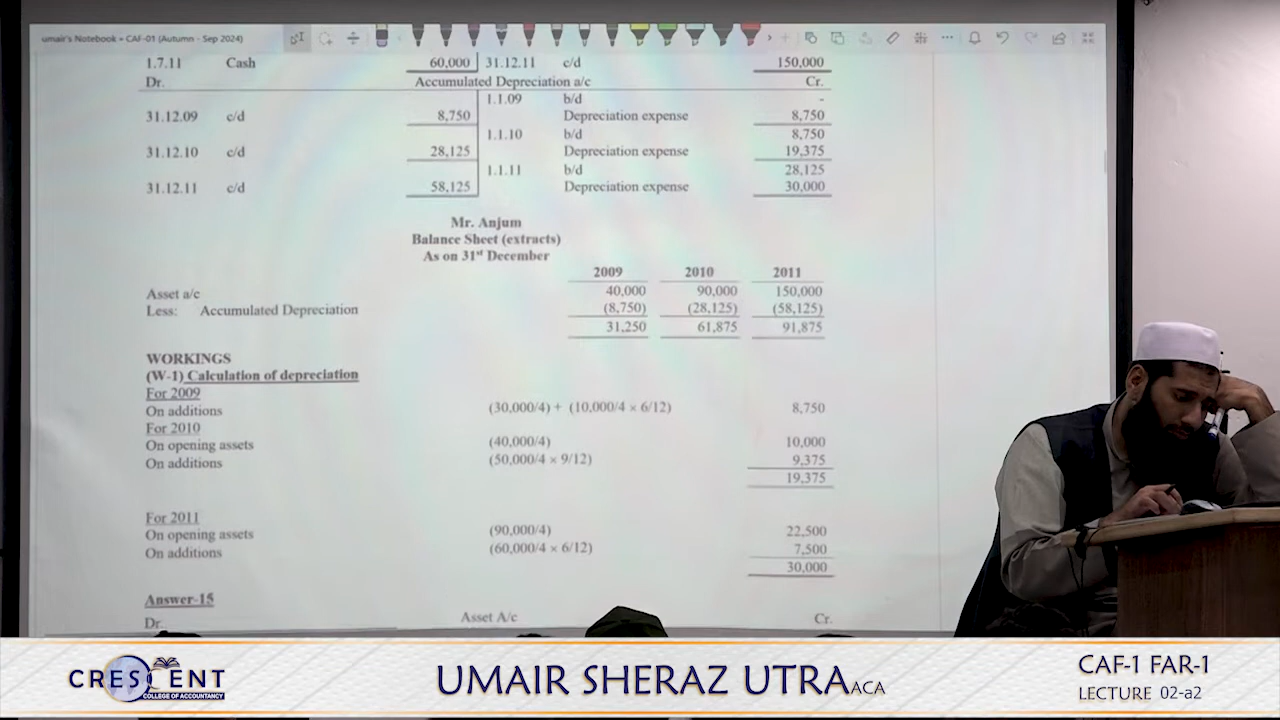 umair's Notebook » CAF-01 (Autumn - Sep 2024)
1.7.11 Cash 60,000 31.12.11 c/d 150,000
Dr. Accumulated Depreciation a/c Cr.
1.1.09 b/d -
31.12.09 c/d 8,750 Depreciation expense 8,750
1.1.10 b/d 8,750
31.12.10 c/d 28,125 Depreciation expense 19,375
1.1.11 b/d 28,125
31.12.11 c/d 58,125 Depreciation expense 30,000
Mr. Anjum
Balance Sheet (extracts)
As on 31st December
2009 2010 2011
Asset a/c 40,000 90,000 150,000
Less: Accumulated Depreciation (8,750) (28,125) (58,125)
31,250 61,875 91,875
WORKINGS
(W-1) Calculation of depreciation
For 2009
On additions (30,000/4) + (10,000/4 × 6/12) 8,750
For 2010
On opening assets (40,000/4) 10,000
On additions (50,000/4 × 9/12) 9,375
19,375
For 2011
On opening assets (90,000/4) 22,500
On additions (60,000/4 × 6/12) 7,500
30,000
Answer-15
Dr. Asset A/c Cr.
CRESCENT
COLLEGE OF ACCOUNTANCY
UMAIR SHERAZ UTRA, ACA
CAF-1 FAR-1
LECTURE 02-a2